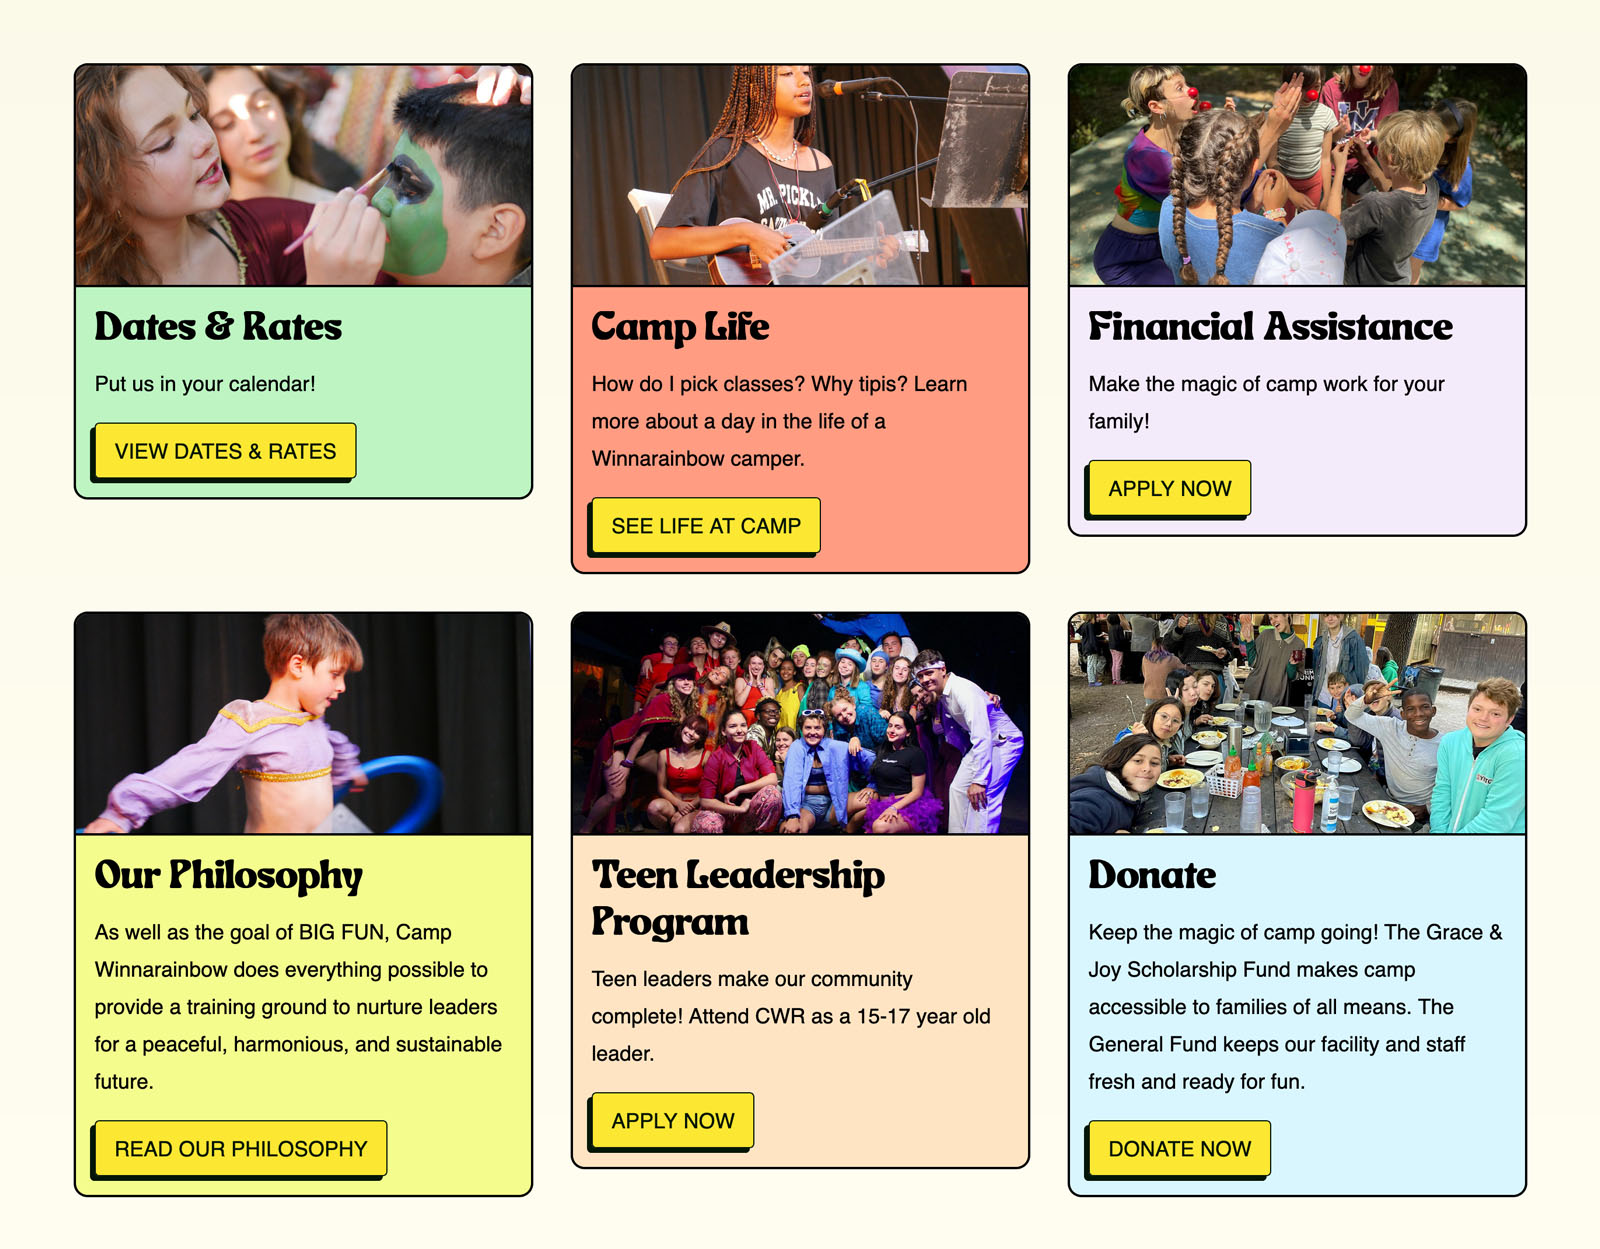 MR. PICKL
Dates & Rates
Put us in your calendar!
VIEW DATES & RATES
Camp Life
How do I pick classes? Why tipis? Learn
more about a day in the life of a
Winnarainbow camper.
SEE LIFE AT CAMP
Financial Assistance
Make the magic of camp work for your
family!
APPLY NOW
Our Philosophy
As well as the goal of BIG FUN, Camp
Winnarainbow does everything possible to
provide a training ground to nurture leaders
for a peaceful, harmonious, and sustainable
future.
READ OUR PHILOSOPHY
Teen Leadership
Program
Teen leaders make our community
complete! Attend CWR as a 15-17 year old
leader.
APPLY NOW
Donate
Keep the magic of camp going! The Grace &
Joy Scholarship Fund makes camp
accessible to families of all means. The
General Fund keeps our facility and staff
fresh and ready for fun.
DONATE NOW